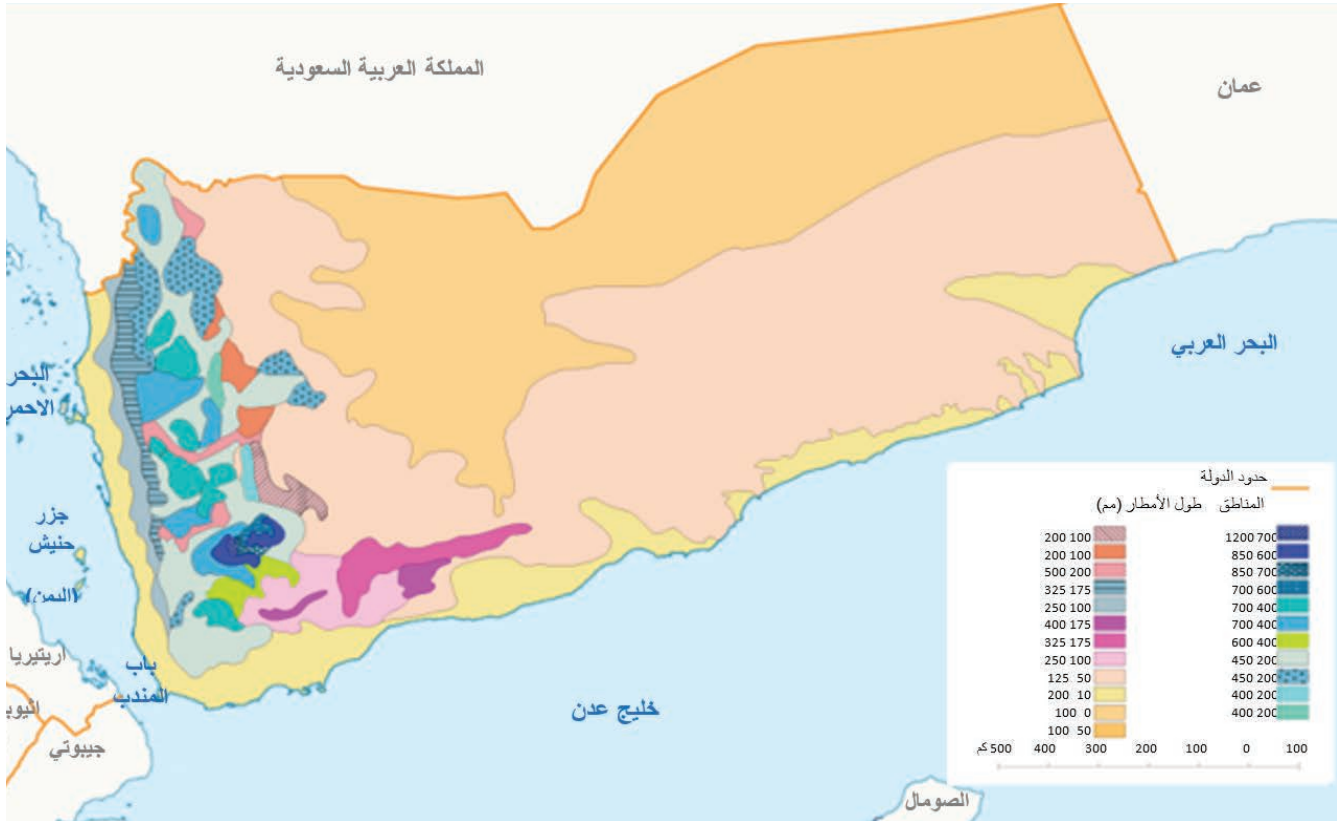 المملكة العربية السعودية
عمان
البحر العربي
البحر
الاحمر
جزر
حنيش
(اليمن)
اريتيريا
باب
المندب
خليج عدن
جيبوتي
الصومال
حدود الدولة
المناطق طول الأمطار (مم)
1200 700
850 600
850 700
700 600
700 400
700 400
600 400
450 200
450 200
400 200
400 200
200 100
200 100
500 200
325 175
250 100
400 175
325 175
250 100
125 50
200 10
100 0
100 50
500 كم 400 300 200 100 0 100